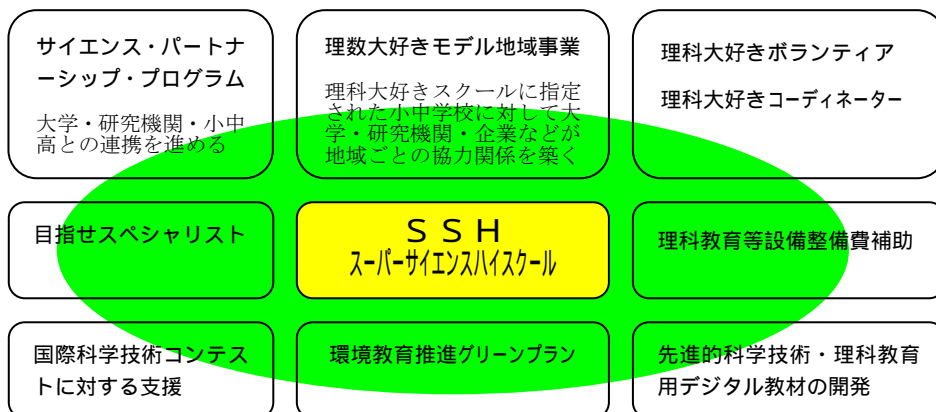 サイエンス・パートナ
ーシップ・プログラム
大学・研究機関・小中
高との連携を進める
理数大好きモデル地域事業
理科大好きスクールに指定
された小中学校に対して大
学・研究機関・企業などが
地域ごとの協力関係を築く
理科大好きボランティア
理科大好きコーディネーター
目指せスペシャリスト
ＳＳＨ
スーパーサイエンスハイスクール
理科教育等設備整備費補助
国際科学技術コンテス
トに対する支援
環境教育推進グリーンプラン
先進的科学技術・理科教育
用デジタル教材の開発